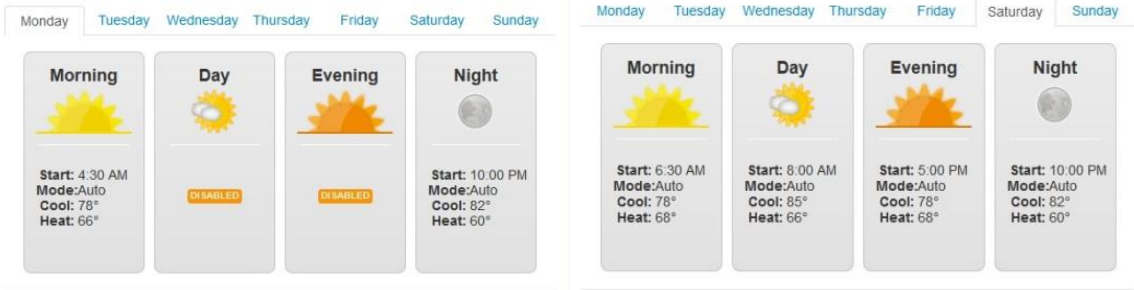 Monday Tuesday Wednesday Thursday Friday Saturday Sunday
Morning Day Evening Night
DISABLED DISABLED
Start: 4:30 AM
Mode:Auto
Cool: 78°
Heat: 66°
Start: 10:00 PM
Mode:Auto
Cool: 82°
Heat: 60°
Monday Tuesday Wednesday Thursday Friday Saturday Sunday
Morning Day Evening Night
Start: 6:30 AM
Mode:Auto
Cool: 78°
Heat: 68°
Start: 8:00 AM
Mode:Auto
Cool: 85°
Heat: 66°
Start: 5:00 PM
Mode:Auto
Cool: 78°
Heat: 68°
Start: 10:00 PM
Mode:Auto
Cool: 82°
Heat: 60°